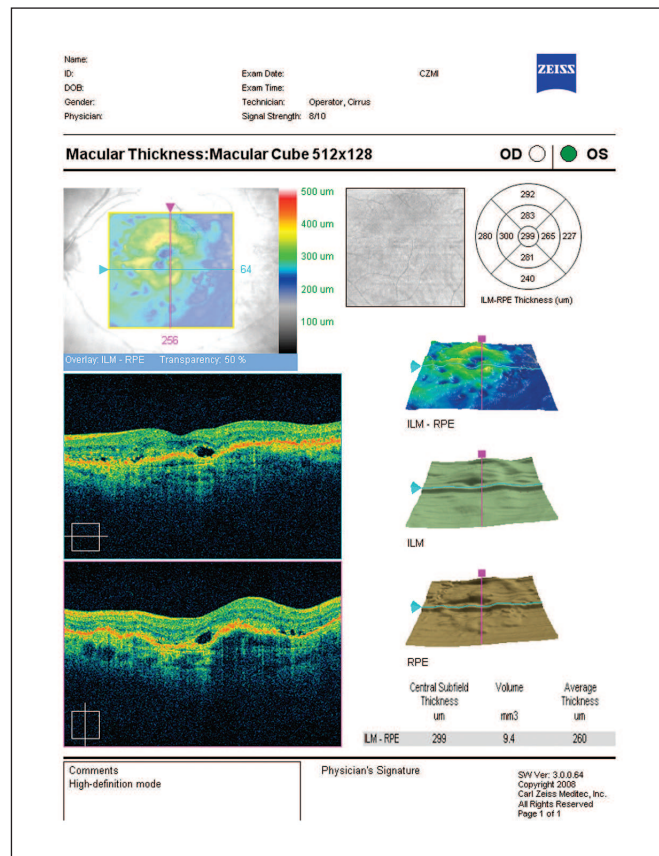 Name:
ID: Exam Date: CZMI
DOB: Exam Time:
Gender: Technician: Operator, Cirrus
Physician: Signal Strength: 8/10
ZEISS
Macular Thickness:Macular Cube 512x128 OD OS
500 um
400 um
300 um
200 um
100 um
64
256
Overlay: ILM - RPE Transparency: 50 %
292
283
280 300 299 265 227
281
240
ILM-RPE Thickness (um)
ILM - RPE
ILM
RPE
Central Subfield Thickness um Volume mm3 Average Thickness um
ILM - RPE 299 9.4 260
Comments
High-definition mode
Physician's Signature
SW Ver: 3.0.0.64
Copyright 2008
Carl Zeiss Meditec, Inc.
All Rights Reserved
Page 1 of 1